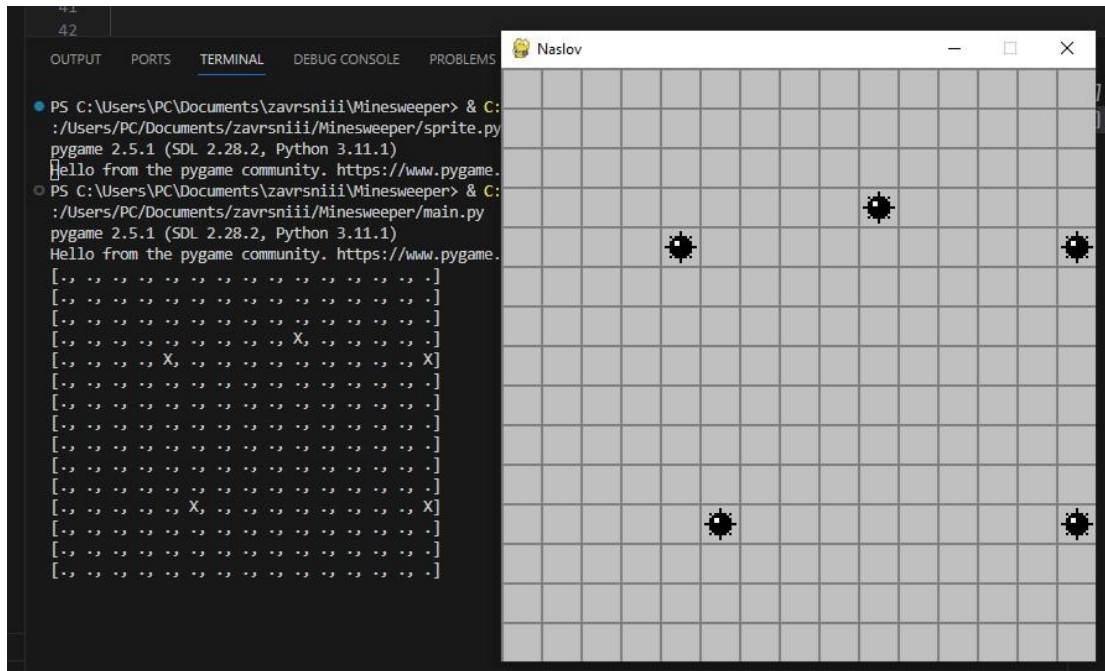 41
42
OUTPUT PORTS TERMINAL DEBUG CONSOLE PROBLEMS
Naslov
PS C:\Users\PC\Documents\zavrsniii\Minesweeper> & C:
:/Users/PC/Documents/zavrsniii/Minesweeper/sprite.py
pygame 2.5.1 (SDL 2.28.2, Python 3.11.1)
Hello from the pygame community. https://www.pygame.
PS C:\Users\PC\Documents\zavrsniii\Minesweeper> & C:
:/Users/PC/Documents/zavrsniii/Minesweeper/main.py
pygame 2.5.1 (SDL 2.28.2, Python 3.11.1)
Hello from the pygame community. https://www.pygame.
[., ., ., ., ., ., ., ., ., ., ., ., ., ., .]
[., ., ., ., ., ., ., ., ., ., ., ., ., ., .]
[., ., ., ., ., ., ., ., ., ., ., ., ., ., .]
[., ., ., ., ., ., ., ., ., X, ., ., ., ., .]
[., ., ., ., X, ., ., ., ., ., ., ., ., ., X]
[., ., ., ., ., ., ., ., ., ., ., ., ., ., .]
[., ., ., ., ., ., ., ., ., ., ., ., ., ., .]
[., ., ., ., ., ., ., ., ., ., ., ., ., ., .]
[., ., ., ., ., ., ., ., ., ., ., ., ., ., .]
[., ., ., ., ., ., ., ., ., ., ., ., ., ., .]
[., ., ., ., ., ., ., ., ., ., ., ., ., ., .]
[., ., ., ., ., X, ., ., ., ., ., ., ., ., X]
[., ., ., ., ., ., ., ., ., ., ., ., ., ., .]
[., ., ., ., ., ., ., ., ., ., ., ., ., ., .]
[., ., ., ., ., ., ., ., ., ., ., ., ., ., .]